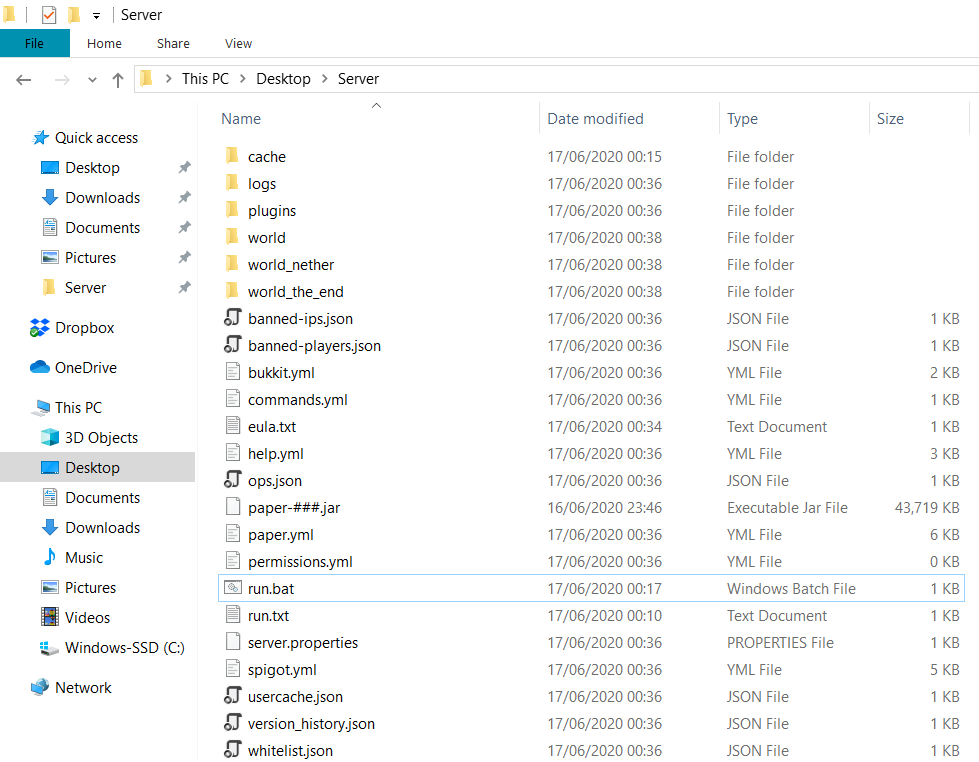 Server
File Home Share View
This PC Desktop Server
Name Date modified Type Size
Quick access
Desktop
Downloads
Documents
Pictures
Server
Dropbox
OneDrive
This PC
3D Objects
Desktop
Documents
Downloads
Music
Pictures
Videos
Windows-SSD (C:)
Network
cache 17/06/2020 00:15 File folder
logs 17/06/2020 00:36 File folder
plugins 17/06/2020 00:36 File folder
world 17/06/2020 00:38 File folder
world_nether 17/06/2020 00:38 File folder
world_the_end 17/06/2020 00:38 File folder
banned-ips.json 17/06/2020 00:36 JSON File 1 KB
banned-players.json 17/06/2020 00:36 JSON File 1 KB
bukkit.yml 17/06/2020 00:36 YML File 2 KB
commands.yml 17/06/2020 00:36 YML File 1 KB
eula.txt 17/06/2020 00:34 Text Document 1 KB
help.yml 17/06/2020 00:36 YML File 3 KB
ops.json 17/06/2020 00:36 JSON File 1 KB
paper-###.jar 16/06/2020 23:46 Executable Jar File 43,719 KB
paper.yml 17/06/2020 00:36 YML File 6 KB
permissions.yml 17/06/2020 00:36 YML File 0 KB
run.bat 17/06/2020 00:17 Windows Batch File 1 KB
run.txt 17/06/2020 00:10 Text Document 1 KB
server.properties 17/06/2020 00:36 PROPERTIES File 1 KB
spigot.yml 17/06/2020 00:36 YML File 5 KB
usercache.json 17/06/2020 00:36 JSON File 1 KB
version_history.json 17/06/2020 00:36 JSON File 1 KB
whitelist.json 17/06/2020 00:36 JSON File 1 KB